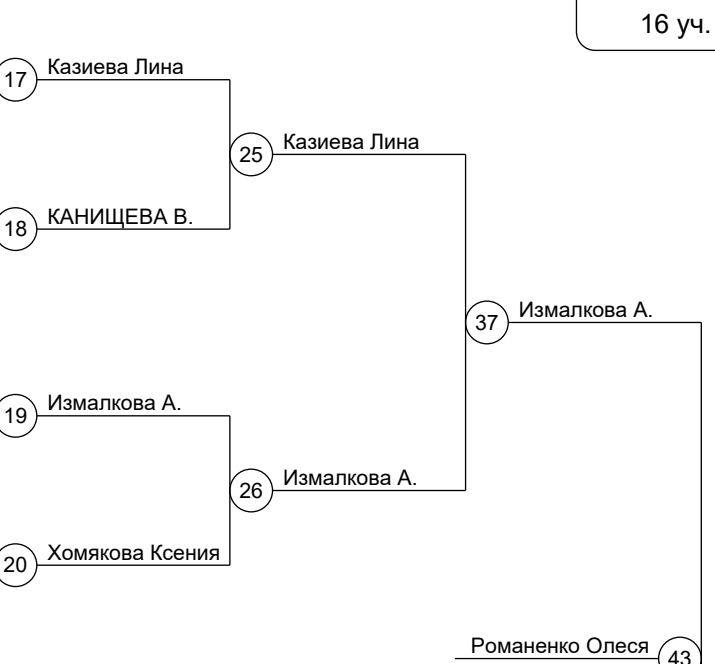 16 уч.
17 Казиева Лина
25 Казиева Лина
18 КАНИЩЕВА В.
37 Измалкова А.
19 Измалкова А.
26 Измалкова А.
20 Хомякова Ксения
Романенко Олеся 43